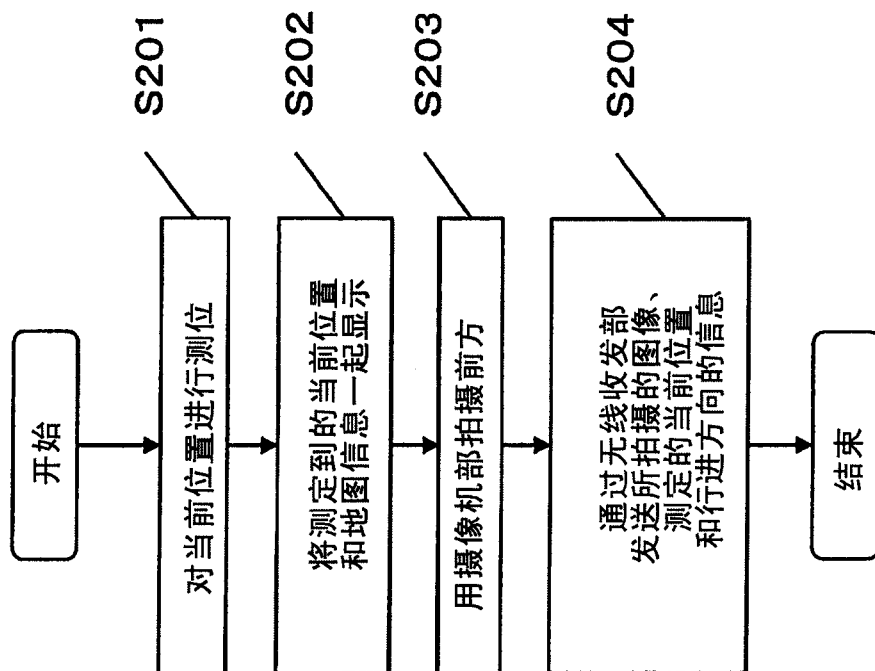 开始
S201
对当前位置进行测位
S202
将测定到的当前位置
和地图信息一起显示
S203
用摄像机部拍摄前方
S204
通过无线收发部
发送所拍摄的图像、
测定的当前位置
和行进方向的信息
结束